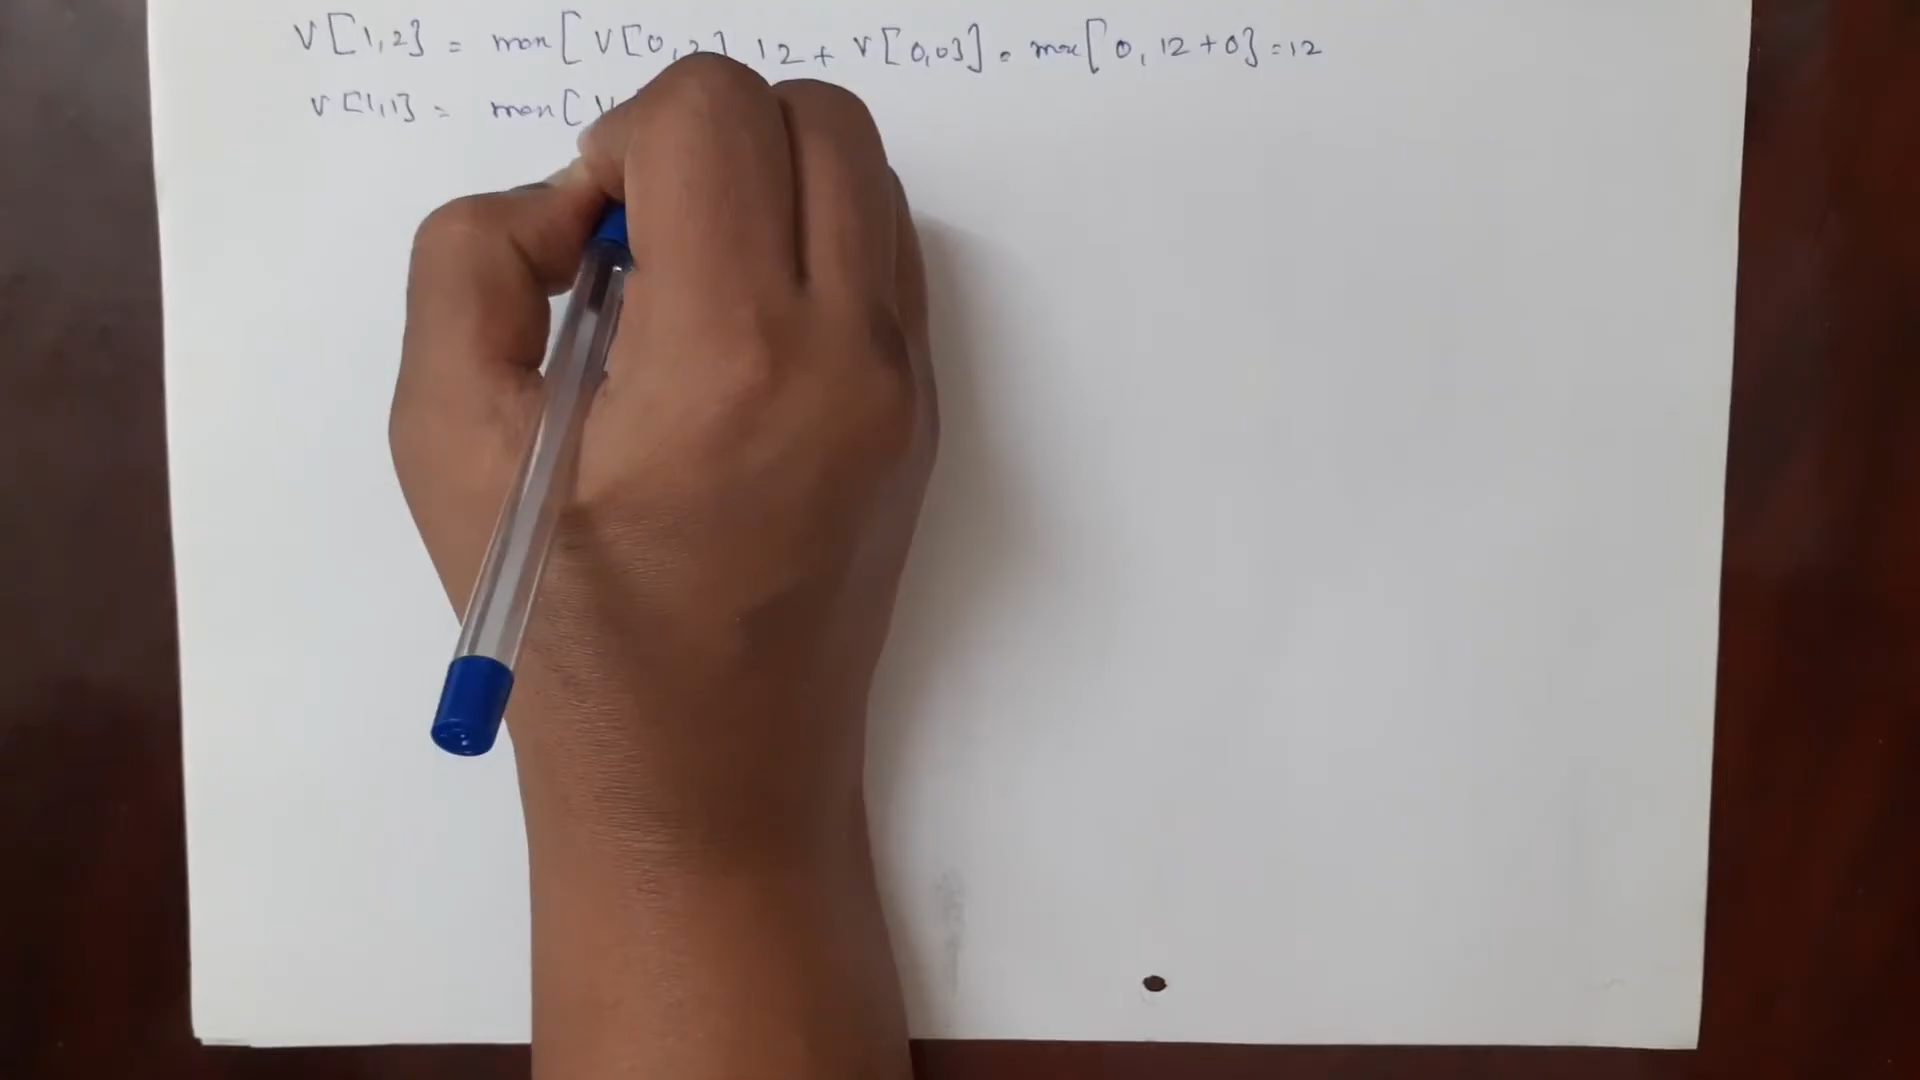 V[1,2] = max[V[0,2], 12 + V[0,0]] = max[0, 12+0] = 12
V[1,1] = max[V